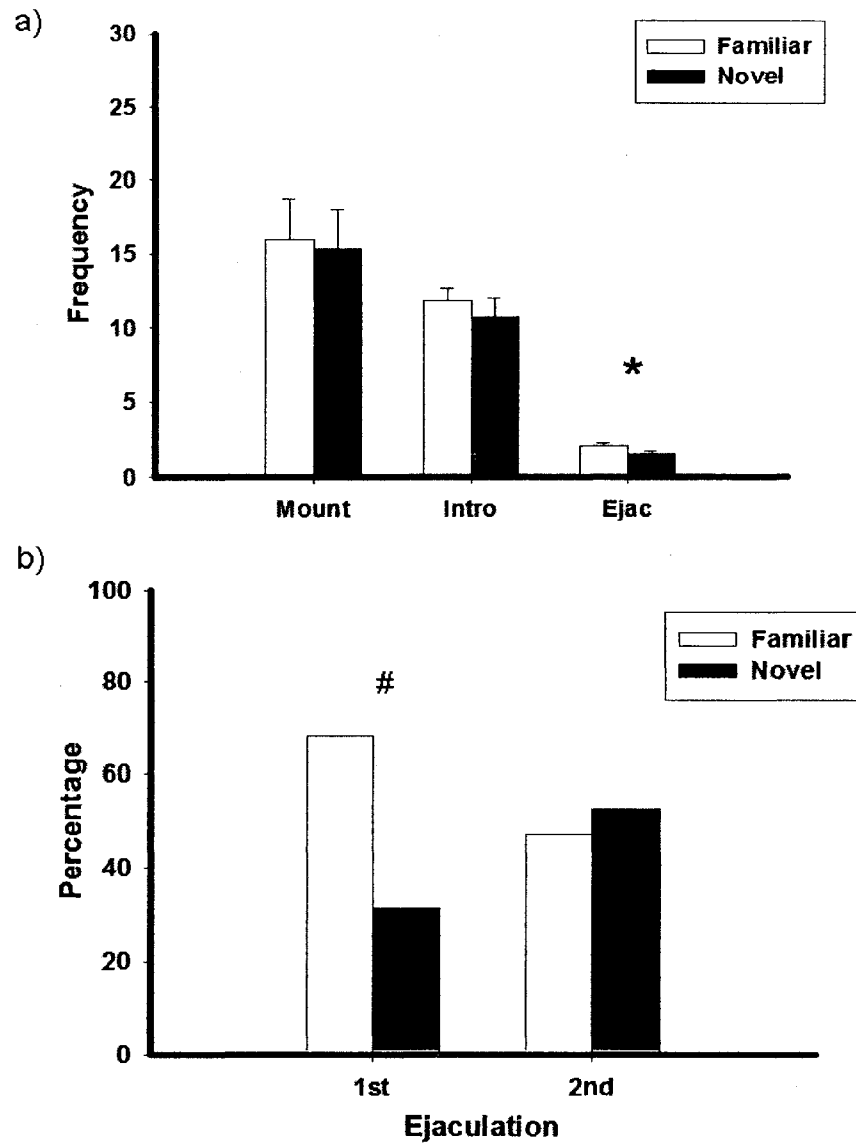 a)
Familiar
Novel
30
25
20
15
10
5
0
Frequency
*
Mount Intro Ejac
b)
Familiar
Novel
100
80
60
40
20
0
Percentage
#
1st 2nd
Ejaculation